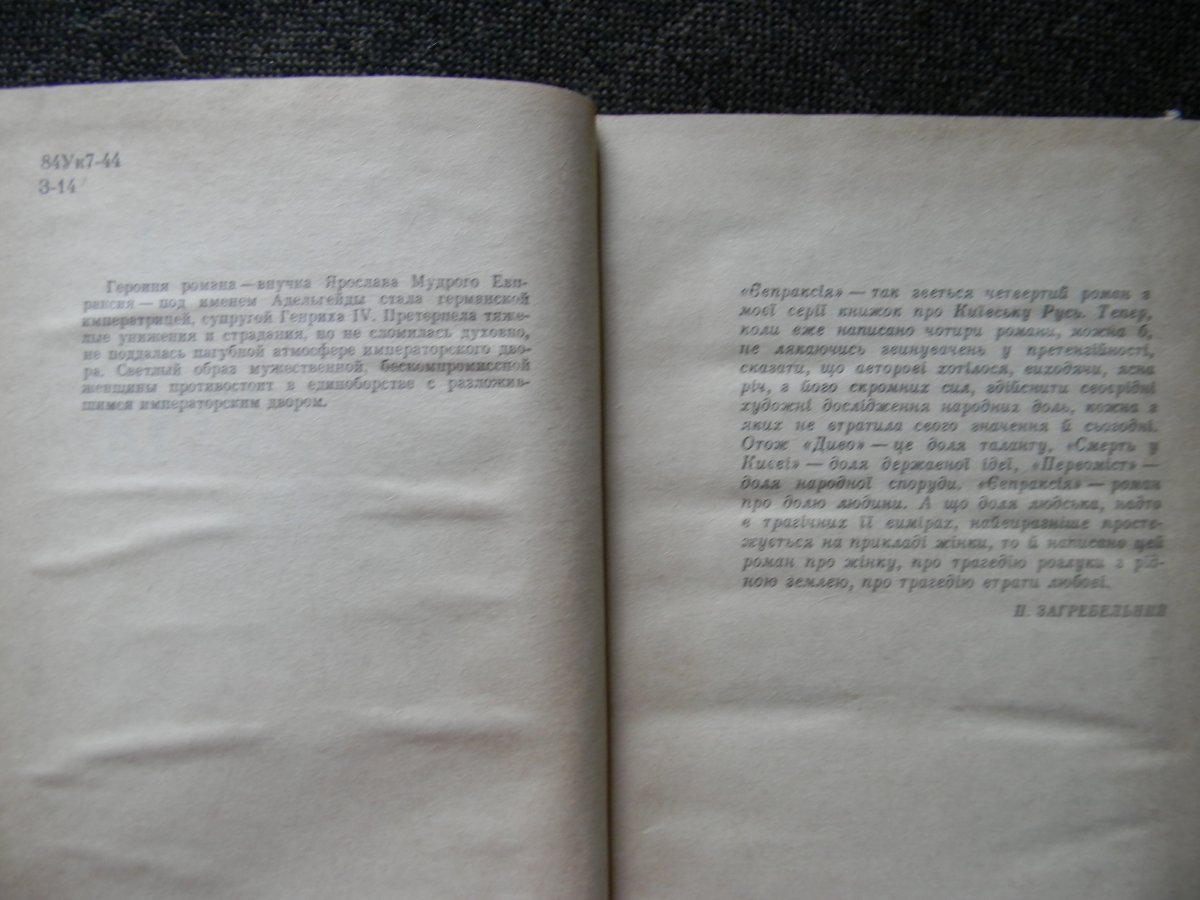 84Ук7-44
З-14
Героиня романа — внучка Ярослава Мудрого Евп-
раксия — под именем Адельгейды стала германской
императрицей, супругой Генриха IV. Претерпела тяже-
лые унижения и страдания, но не сломилась духовно,
не поддалась пагубной атмосфере императорского дво-
ра. Светлый образ мужественной, бескомпромиссной
женщины противостоит в единоборстве с разложив-
шимся императорским двором.
«Євпраксія» — так зветься четвертий роман з
моєї серії книжок про Київську Русь. Тепер,
коли вже написано чотири романи, можна б,
не лякаючись звинувачень у претензійності,
сказати, що авторові хотілося, виходячи, ясна
річ, з його скромних сил, здійснити своєрідні
художні дослідження народних доль, кожна з
яких не втратила свого значення й сьогодні.
Отож «Диво» — це доля таланту, «Смерть у
Києві» — доля державної ідеї, «Первоміст» —
доля народної споруди. «Євпраксія» — роман
про долю людини. А що доля людська, надто
в трагічних її вимірах, найвиразніше просте-
жується на прикладі жінки, то й написано цей
роман про жінку, про трагедію розлуки з рід-
ною землею, про трагедію втрати любові.
П. ЗАГРЕБЕЛЬНИЙ